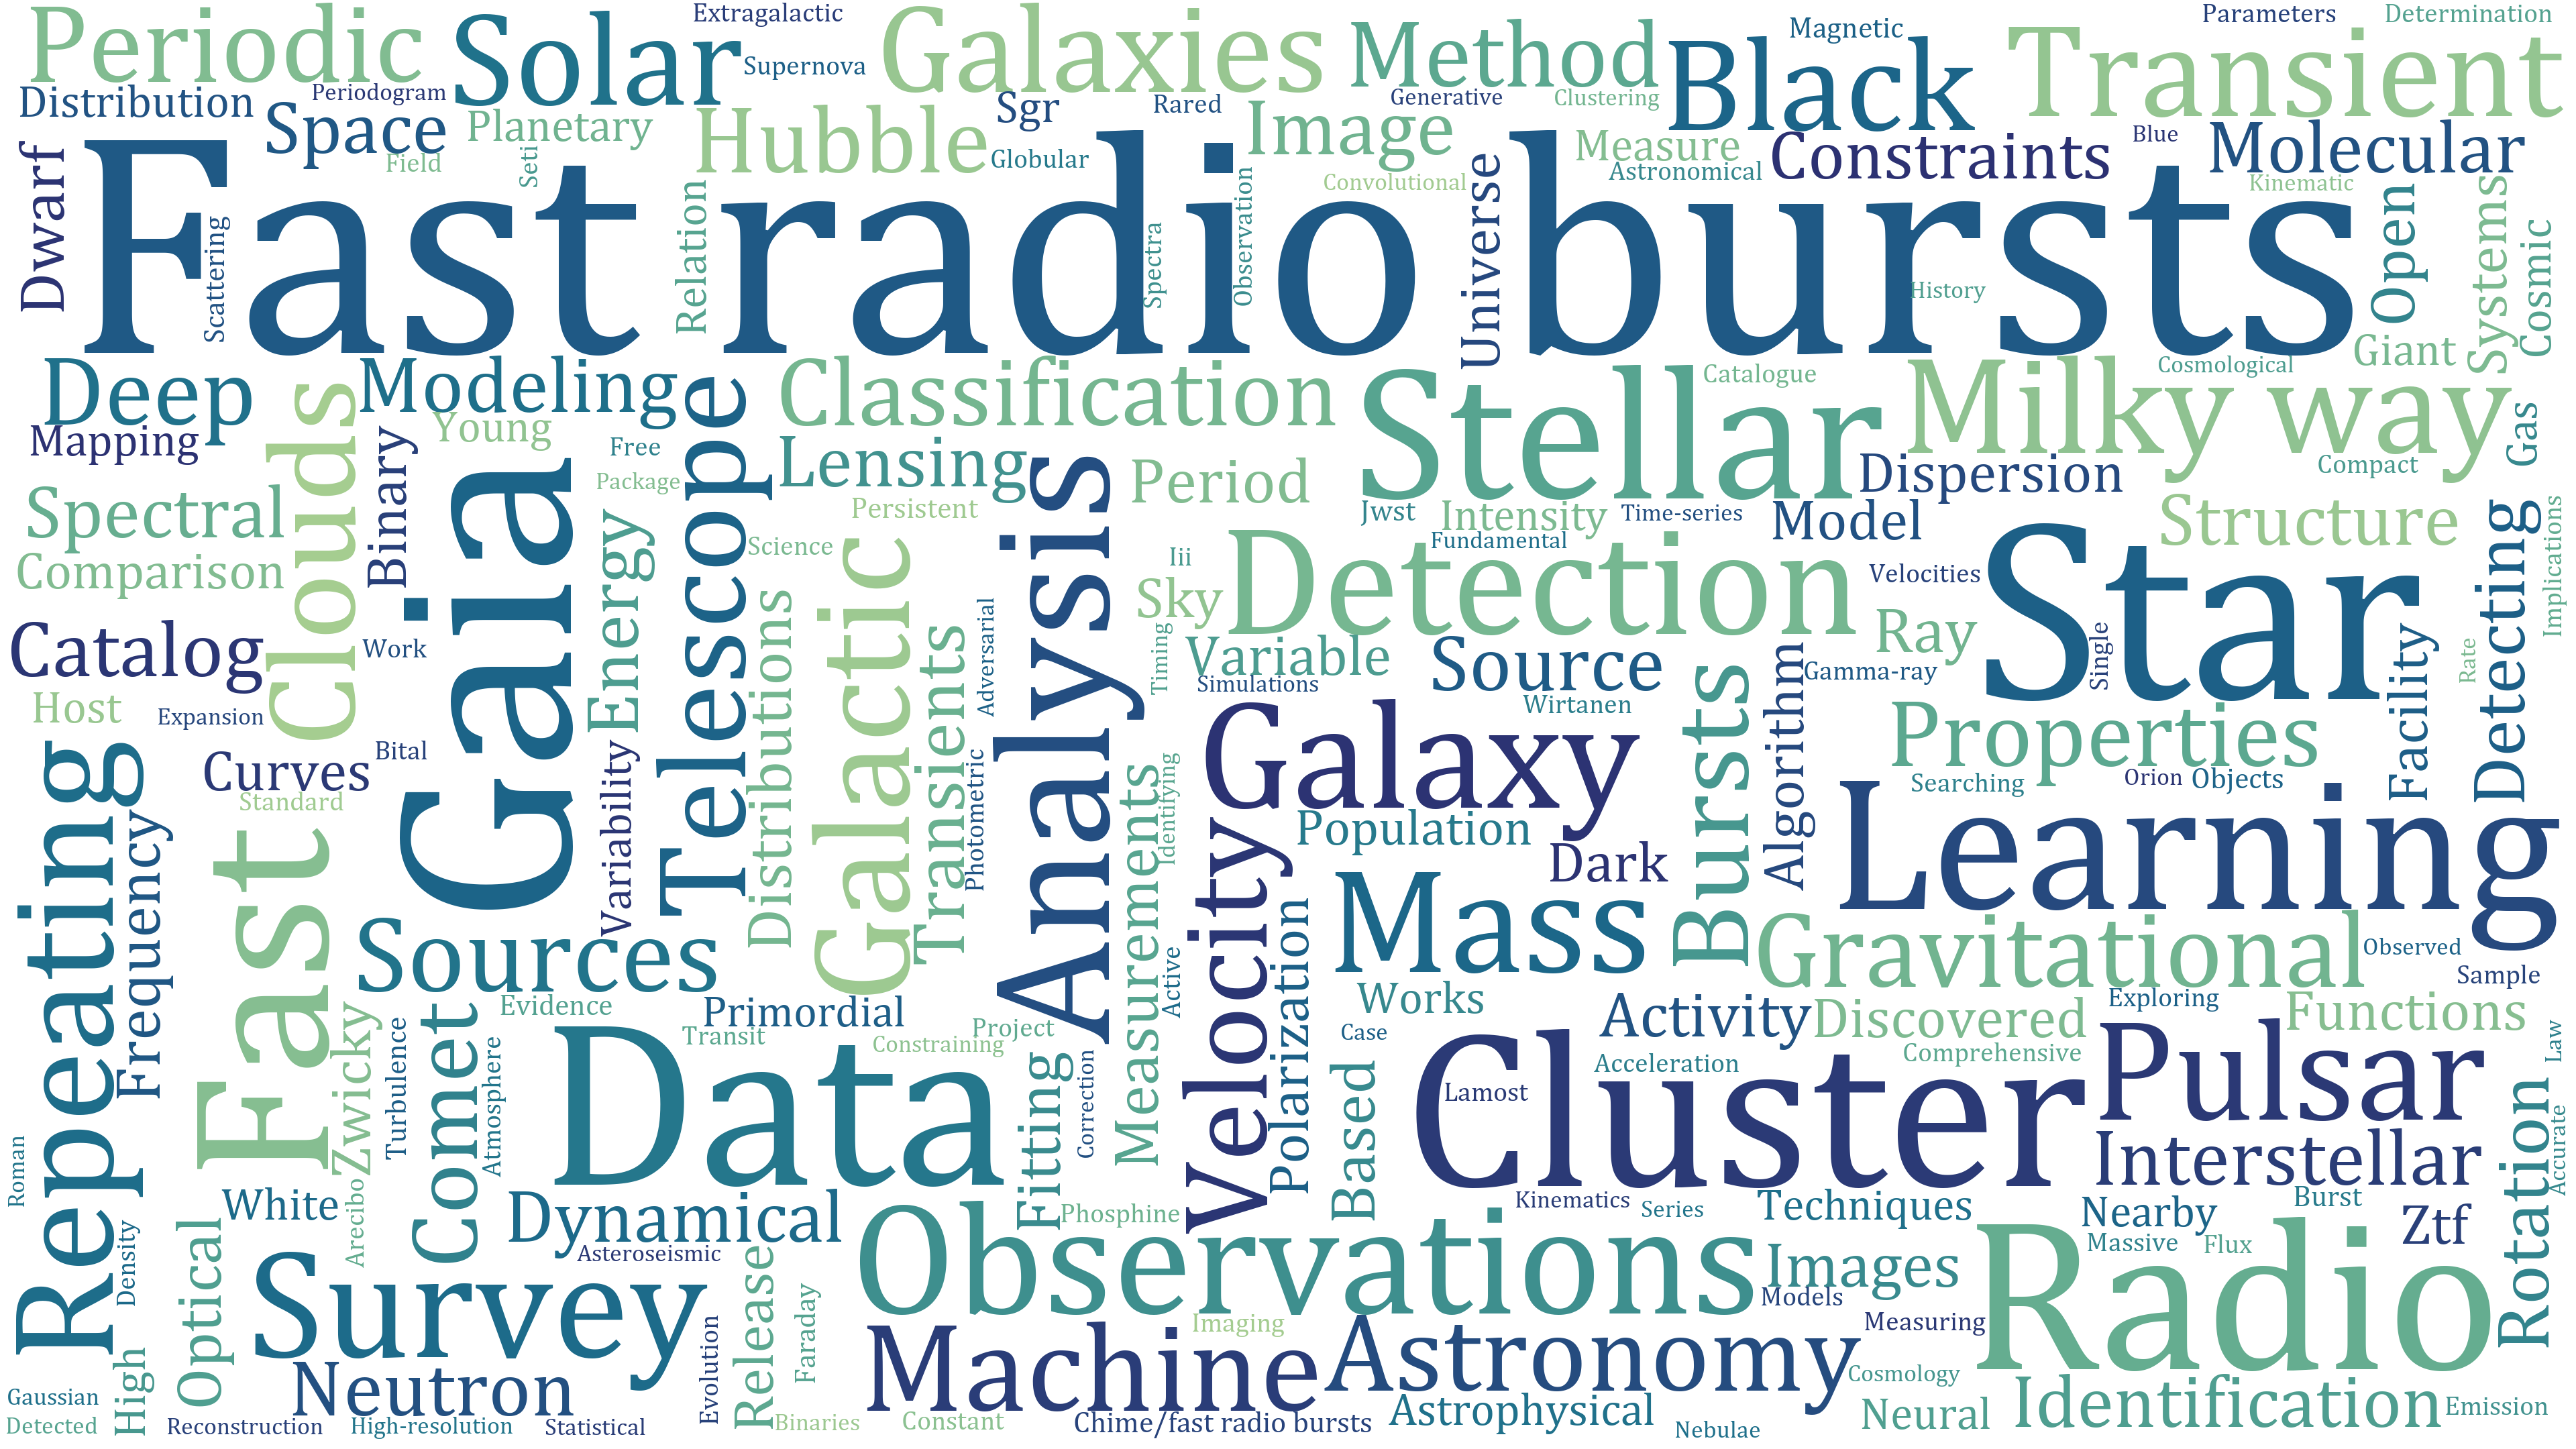 Extragalactic
Parameters
Determination
Periodic
Solar
Galaxies
Method
Magnetic
Black
Transient
Supernova
Distribution
Periodogram
Space
Planetary
Hubble
Sgr
Rared
Image
Generative
Clustering
Measure
Constraints
Blue
Molecular
Dwarf
Field
Seti
Globular
Convolutional
Astronomical
Kinematic
Fast radio bursts
Scattering
Relation
Spectra
Observation
Universe
History
Open
Systems
Cosmic
Deep
Modeling
Classification
Stellar
Catalogue
Milky way
Cosmological
Giant
Mapping
Clouds
Binary
Young
Free
Package
Telescope
Lensing
Period
Dispersion
Compact
Gas
Spectral
Persistent
Jwst
Intensity
Time-series
Model
Structure
Comparison
Gaia
Energy
Science
Galactic
Analysis
Iii
Detection
Fundamental
Velocities
Star
Detecting
Implications
Catalog
Work
Distributions
Transients
Adversarial
Sky
Timing
Variable
Source
Ray
Single
Facility
Rate
Host
Expansion
Simulations
Wirtanen
Gamma-ray
Algorithm
Bursts
Galaxy
Properties
Curves
Bital
Variability
Photometric
Measurements
Identifying
Searching
Orion
Objects
Standard
Repeating
Frequency
Fast
Population
Dark
Learning
Velocity
Mass
Sources
Polarization
Gravitational
Observed
Sample
Evidence
Primordial
Project
Active
Works
Activity
Discovered
Exploring
Functions
Zwicky
Turbulence
Comet
Atmosphere
Data
Transit
Constraining
Fitting
Correction
Case
Based
Cluster
Acceleration
Comprehensive
Lamost
Pulsar
Law
Roman
Interstellar
Rotation
Accurate
White
Arecibo
Dynamical
Phosphine
Kinematics
Series
Techniques
Nearby
Burst
Ztf
Optical
Density
Asteroseismic
Observations
Images
Massive
Flux
Survey
Release
Faraday
Models
Radio
Evolution
Imaging
Machine
Astronomy
Measuring
High
Neutron
Cosmology
Identification
Gaussian
Detected
Reconstruction
High-resolution
Statistical
Binaries
Constant
Chime/fast radio bursts
Astrophysical
Nebulae
Neural
Emission